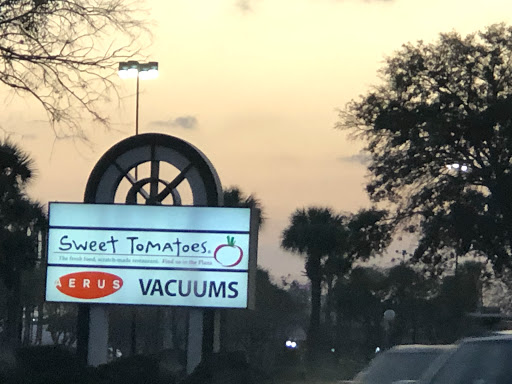 Sweet Tomatoes.
The fresh food, scratch-made restaurant. Find us in the Plaza
AERUS VACUUMS